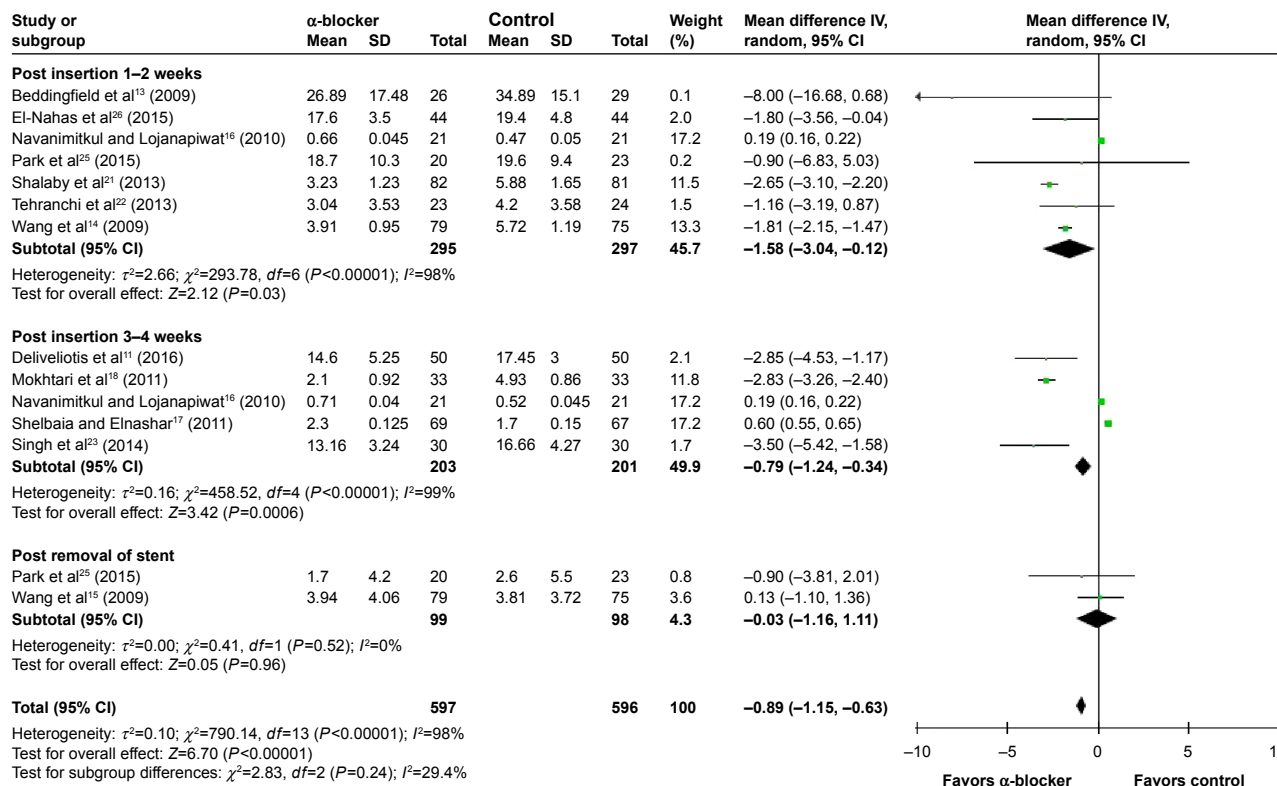 Study or subgroup α-blocker Control Weight (%) Mean difference IV, random, 95% CI Mean difference IV, random, 95% CI
Mean SD Total Mean SD Total
Post insertion 1–2 weeks
Beddingfield et al¹³ (2009) 26.89 17.48 26 34.89 15.1 29 0.1 –8.00 (–16.68, 0.68)
El-Nahas et al²⁶ (2015) 17.6 3.5 44 19.4 4.8 44 2.0 –1.80 (–3.56, –0.04)
Navanimitkul and Lojanapiwat¹⁶ (2010) 0.66 0.045 21 0.47 0.05 21 17.2 0.19 (0.16, 0.22)
Park et al²⁵ (2015) 18.7 10.3 20 19.6 9.4 23 0.2 –0.90 (–6.83, 5.03)
Shalaby et al²¹ (2013) 3.23 1.23 82 5.88 1.65 81 11.5 –2.65 (–3.10, –2.20)
Tehranchi et al²² (2013) 3.04 3.53 23 4.2 3.58 24 1.5 –1.16 (–3.19, 0.87)
Wang et al¹⁴ (2009) 3.91 0.95 79 5.72 1.19 75 13.3 –1.81 (–2.15, –1.47)
Subtotal (95% CI) 295 297 45.7 –1.58 (–3.04, –0.12)
Heterogeneity: τ²=2.66; χ²=293.78, df=6 (P<0.00001); I²=98%
Test for overall effect: Z=2.12 (P=0.03)
Post insertion 3–4 weeks
Deliveliotis et al¹¹ (2016) 14.6 5.25 50 17.45 3 50 2.1 –2.85 (–4.53, –1.17)
Mokhtari et al¹⁸ (2011) 2.1 0.92 33 4.93 0.86 33 11.8 –2.83 (–3.26, –2.40)
Navanimitkul and Lojanapiwat¹⁶ (2010) 0.71 0.04 21 0.52 0.045 21 17.2 0.19 (0.16, 0.22)
Shelbaia and Elnashar¹⁷ (2011) 2.3 0.125 69 1.7 0.15 67 17.2 0.60 (0.55, 0.65)
Singh et al²³ (2014) 13.16 3.24 30 16.66 4.27 30 1.7 –3.50 (–5.42, –1.58)
Subtotal (95% CI) 203 201 49.9 –0.79 (–1.24, –0.34)
Heterogeneity: τ²=0.16; χ²=458.52, df=4 (P<0.00001); I²=99%
Test for overall effect: Z=3.42 (P=0.0006)
Post removal of stent
Park et al²⁵ (2015) 1.7 4.2 20 2.6 5.5 23 0.8 –0.90 (–3.81, 2.01)
Wang et al¹⁵ (2009) 3.94 4.06 79 3.81 3.72 75 3.6 0.13 (–1.10, 1.36)
Subtotal (95% CI) 99 98 4.3 –0.03 (–1.16, 1.11)
Heterogeneity: τ²=0.00; χ²=0.41, df=1 (P=0.52); I²=0%
Test for overall effect: Z=0.05 (P=0.96)
Total (95% CI) 597 596 100 –0.89 (–1.15, –0.63)
Heterogeneity: τ²=0.10; χ²=790.14, df=13 (P<0.00001); I²=98%
Test for overall effect: Z=6.70 (P<0.00001)
Test for subgroup differences: χ²=2.83, df=2 (P=0.24); I²=29.4%
–10 –5 0 5
Favors α-blocker Favors control